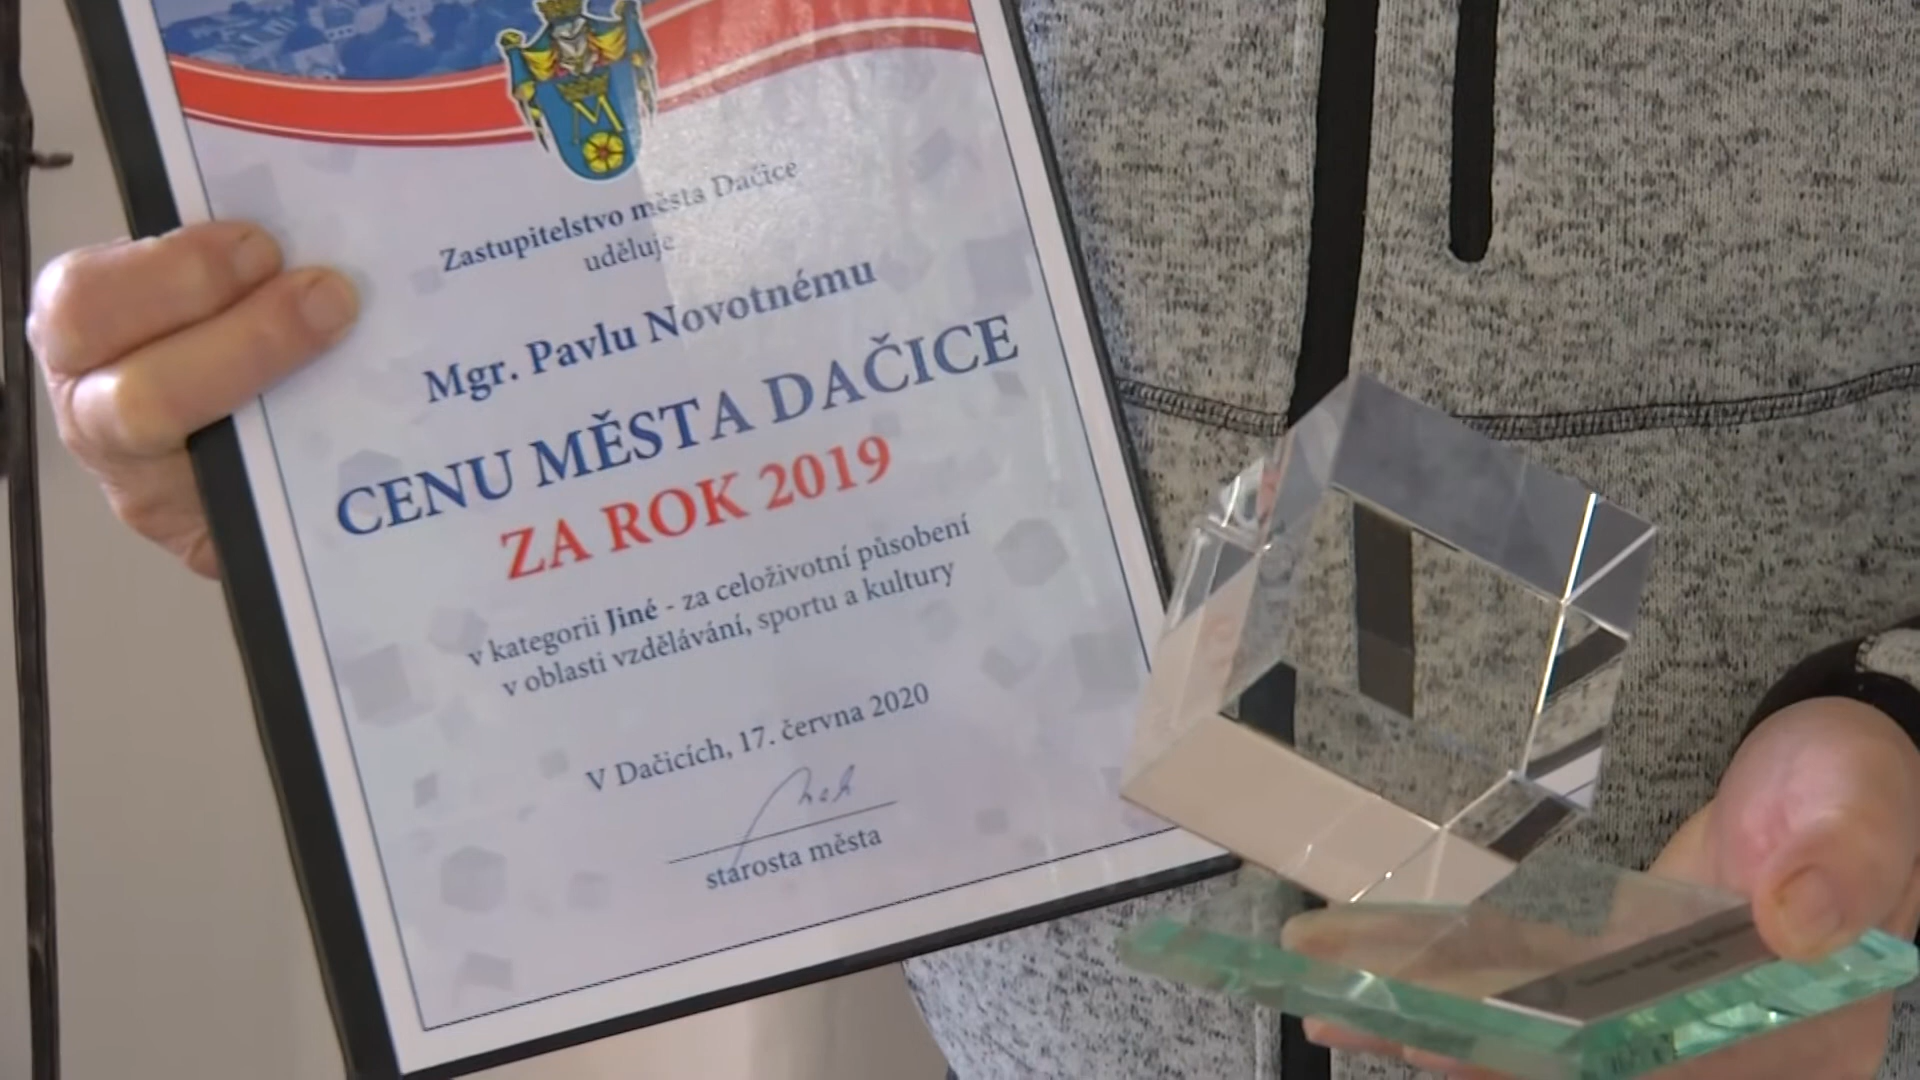 M
Zastupitelstvo města Dačice
uděluje
Mgr. Pavlu Novotnému
CENU MĚSTA DAČICE
ZA ROK 2019
v kategorii Jiné - za celoživotní působení
v oblasti vzdělávání, sportu a kultury
V Dačicích, 17. června 2020
starosta města